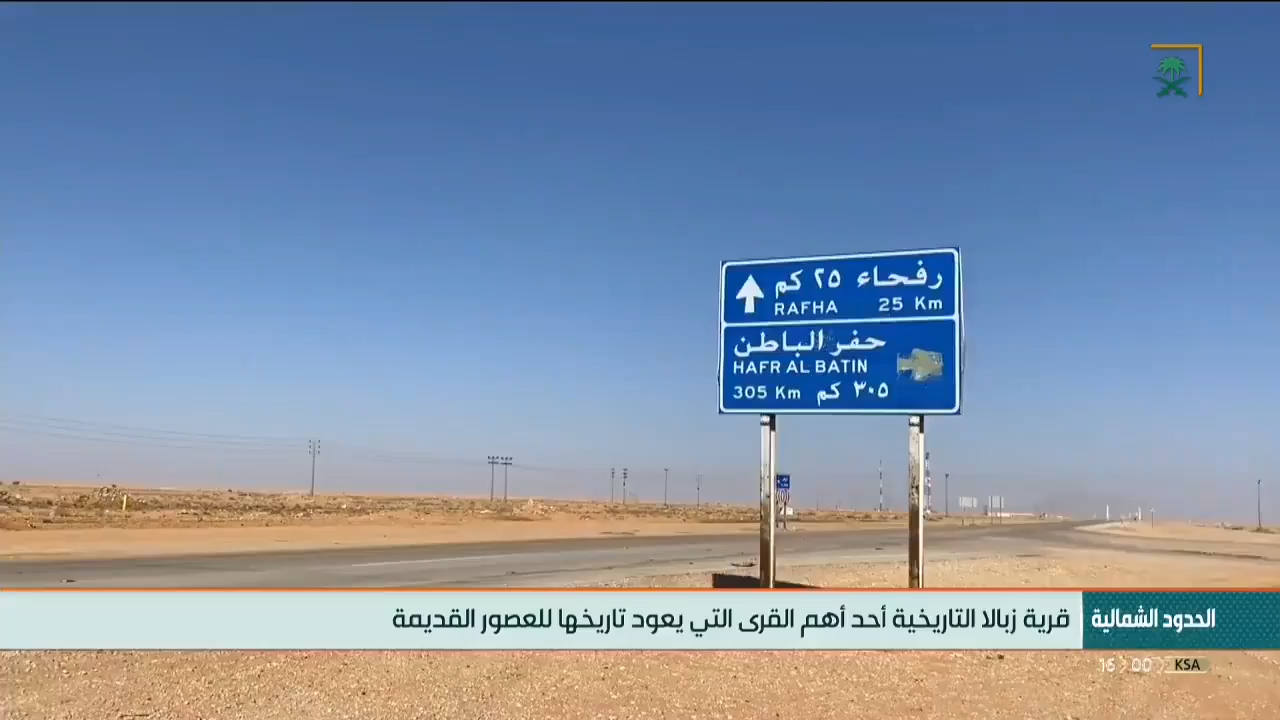 رفحاء ٢٥ كم
RAFHA 25 Km
حفر الباطن
HAFR AL BATIN
305 Km ٣٠٥ كم
الحدود الشمالية
قرية زبالا التاريخية أحد أهم القرى التي يعود تاريخها للعصور القديمة
16 00 KSA